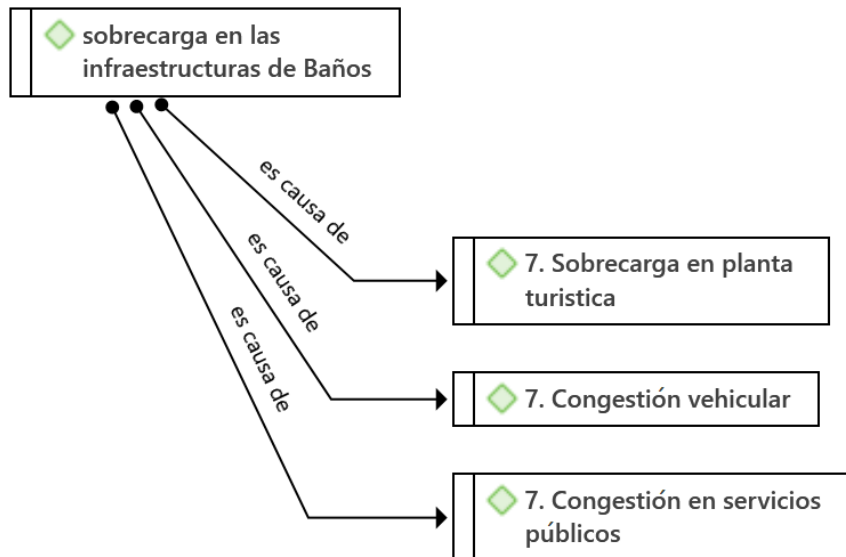 sobrecarga en las
infraestructuras de Baños
es causa de
es causa de
es causa de
7. Sobrecarga en planta
turistica
7. Congestión vehicular
7. Congestión en servicios
públicos